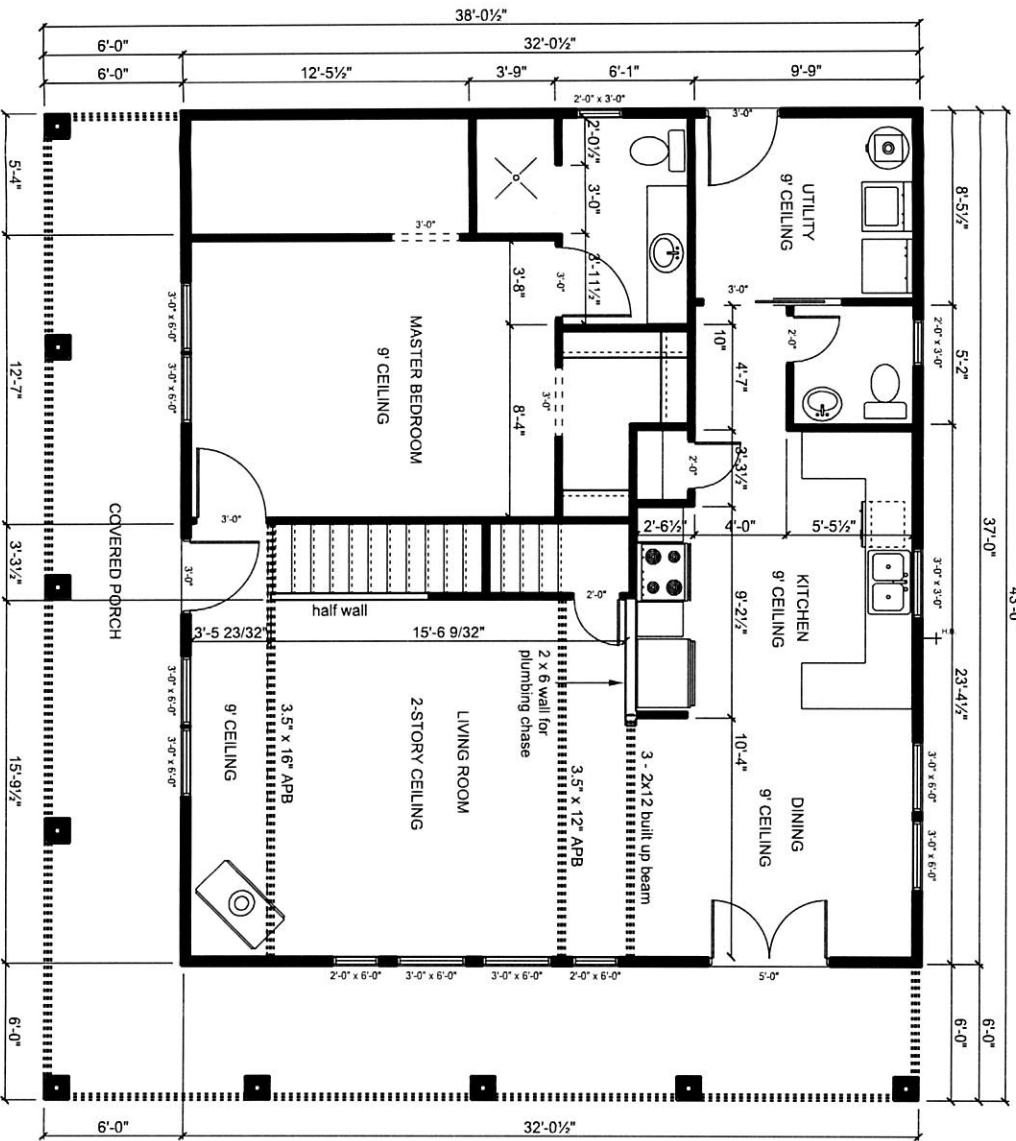 38'-0½"
6'-0"
32'-0½"
6'-0"
12'-5½"
3'-9"
6'-1"
9'-9"
2'-0" x 3'-0"
3'-0"
5'-4"
12'-7"
3'-3½"
15'-9½"
6'-0"
2'-0½"
3'-0"
3'-11½"
3'-0"
3'-0"
3'-8"
8'-4"
3'-0"
UTILITY
9' CEILING
3'-0"
8'-5½"
5'-2"
23'-4½"
6'-0"
37'-0"
6'-0"
43'-0"
2'-0" x 3'-0"
2'-0"
10"
4'-7"
3'-3½"
2'-0"
MASTER BEDROOM
9' CEILING
3'-0" x 6'-0"
3'-0" x 6'-0"
3'-0"
3'-0"
COVERED PORCH
2'-6½"
4'-0"
5'-5½"
KITCHEN
9' CEILING
9'-2½"
3'-0" x 3'-0"
H.B.
2'-0"
half wall
3'-5 23/32"
15'-6 9/32"
2 x 6 wall for
plumbing chase
9' CEILING
3.5" x 16" APB
LIVING ROOM
2-STORY CEILING
3.5" x 12" APB
3 - 2x12 built up beam
10'-4"
DINING
9' CEILING
3'-0" x 6'-0"
3'-0" x 6'-0"
3'-0" x 6'-0"
3'-0" x 6'-0"
2'-0" x 6'-0"
3'-0" x 6'-0"
3'-0" x 6'-0"
2'-0" x 6'-0"
5'-0"
6'-0"
32'-0½"